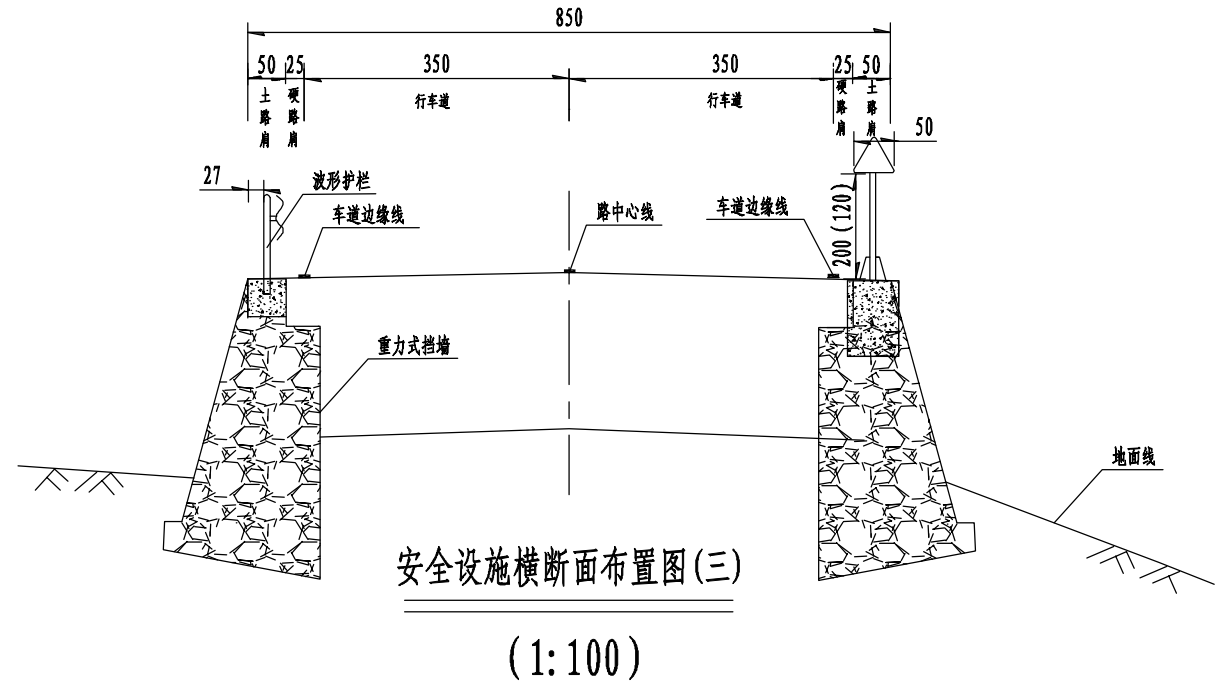 850
50 25 350 350 25 50
土路肩
硬路肩
行车道
行车道
硬路肩
土路肩
50
27
波形护栏
车道边缘线
路中心线
车道边缘线
200(120)
重力式挡墙
地面线
安全设施横断面布置图(三)
(1:100)